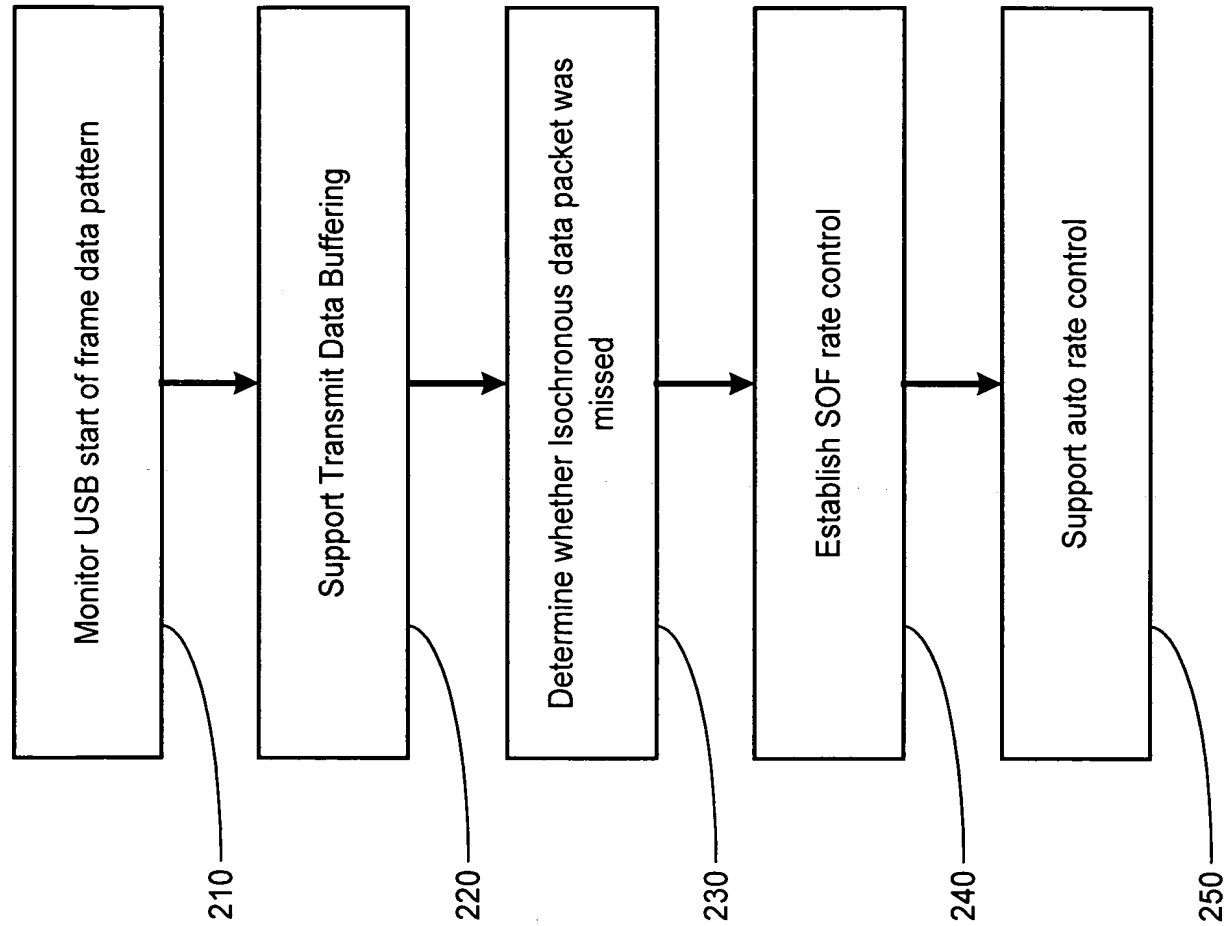 Monitor USB start of frame data pattern
210
Support Transmit Data Buffering
220
Determine whether Isochronous data packet was
missed
230
Establish SOF rate control
240
Support auto rate control
250